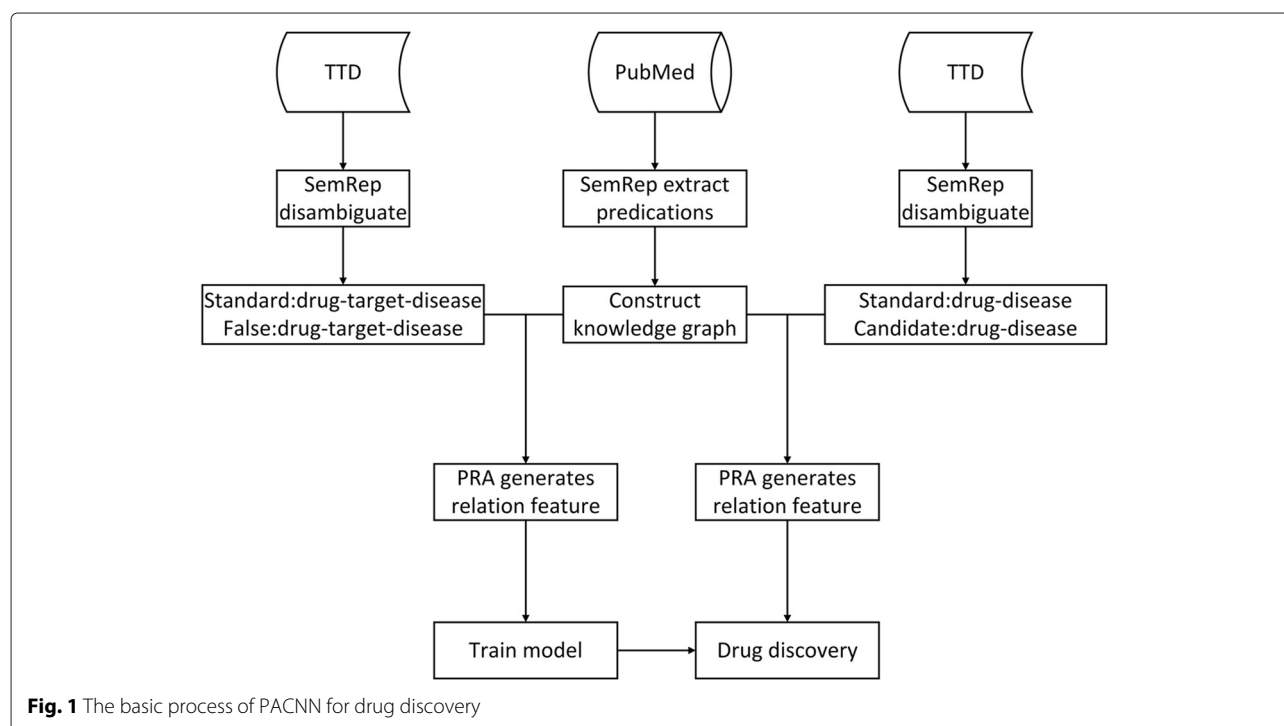 TTD
PubMed
TTD
SemRep
disambiguate
SemRep extract
predications
SemRep
disambiguate
Standard:drug-target-disease
False:drug-target-disease
Construct
knowledge graph
Standard:drug-disease
Candidate:drug-disease
PRA generates
relation feature
PRA generates
relation feature
Train model
Drug discovery
Fig. 1 The basic process of PACNN for drug discovery